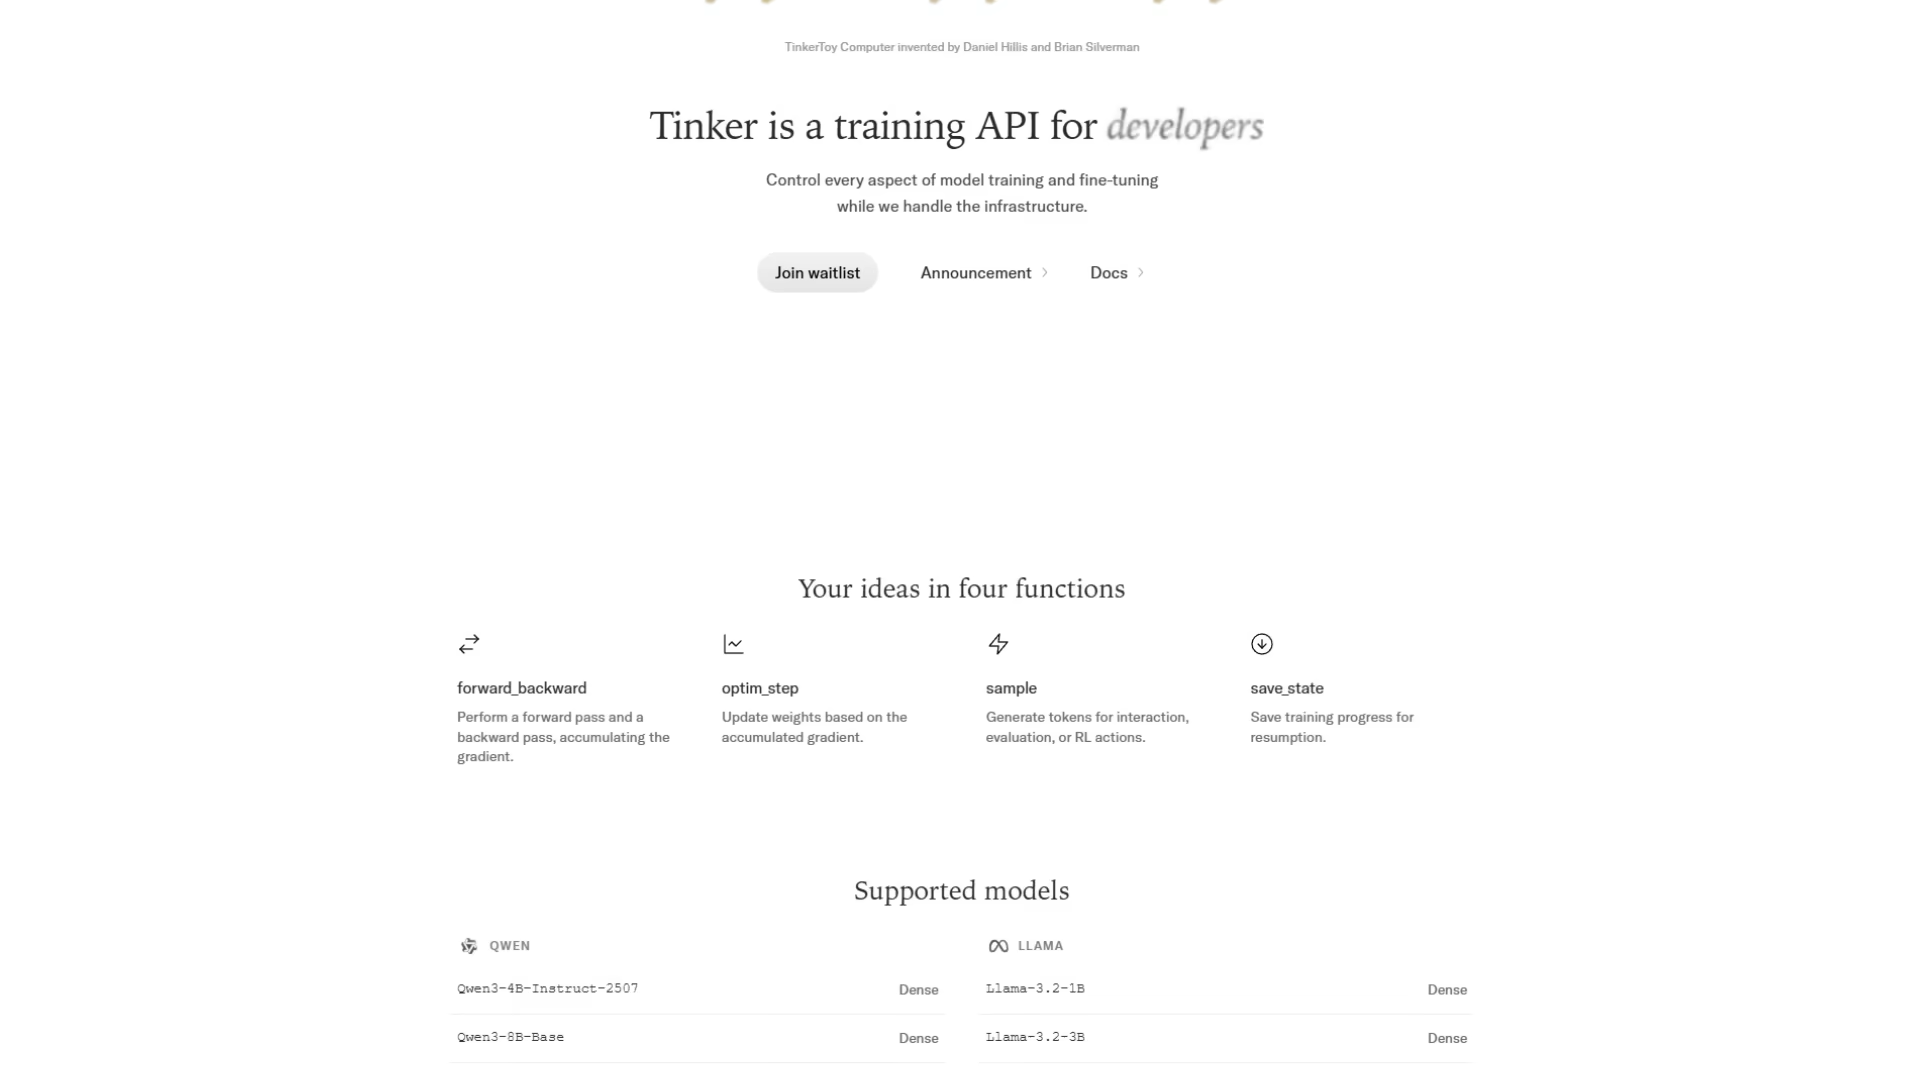 TinkerToy Computer invented by Daniel Hillis and Brian Silverman
Tinker is a training API for developers
Control every aspect of model training and fine-tuning
while we handle the infrastructure.
Join waitlist
Announcement
Docs
Your ideas in four functions
forward_backward
Perform a forward pass and a
backward pass, accumulating the
gradient.
optim_step
Update weights based on the
accumulated gradient.
sample
Generate tokens for interaction,
evaluation, or RL actions.
save_state
Save training progress for
resumption.
Supported models
QWEN
Qwen3-4B-Instruct-2507 Dense
Qwen3-8B-Base Dense
LLAMA
Llama-3.2-1B Dense
Llama-3.2-3B Dense